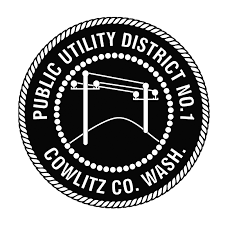 PUBLIC UTILITY DISTRICT NO.1
COWLITZ CO. WASH.